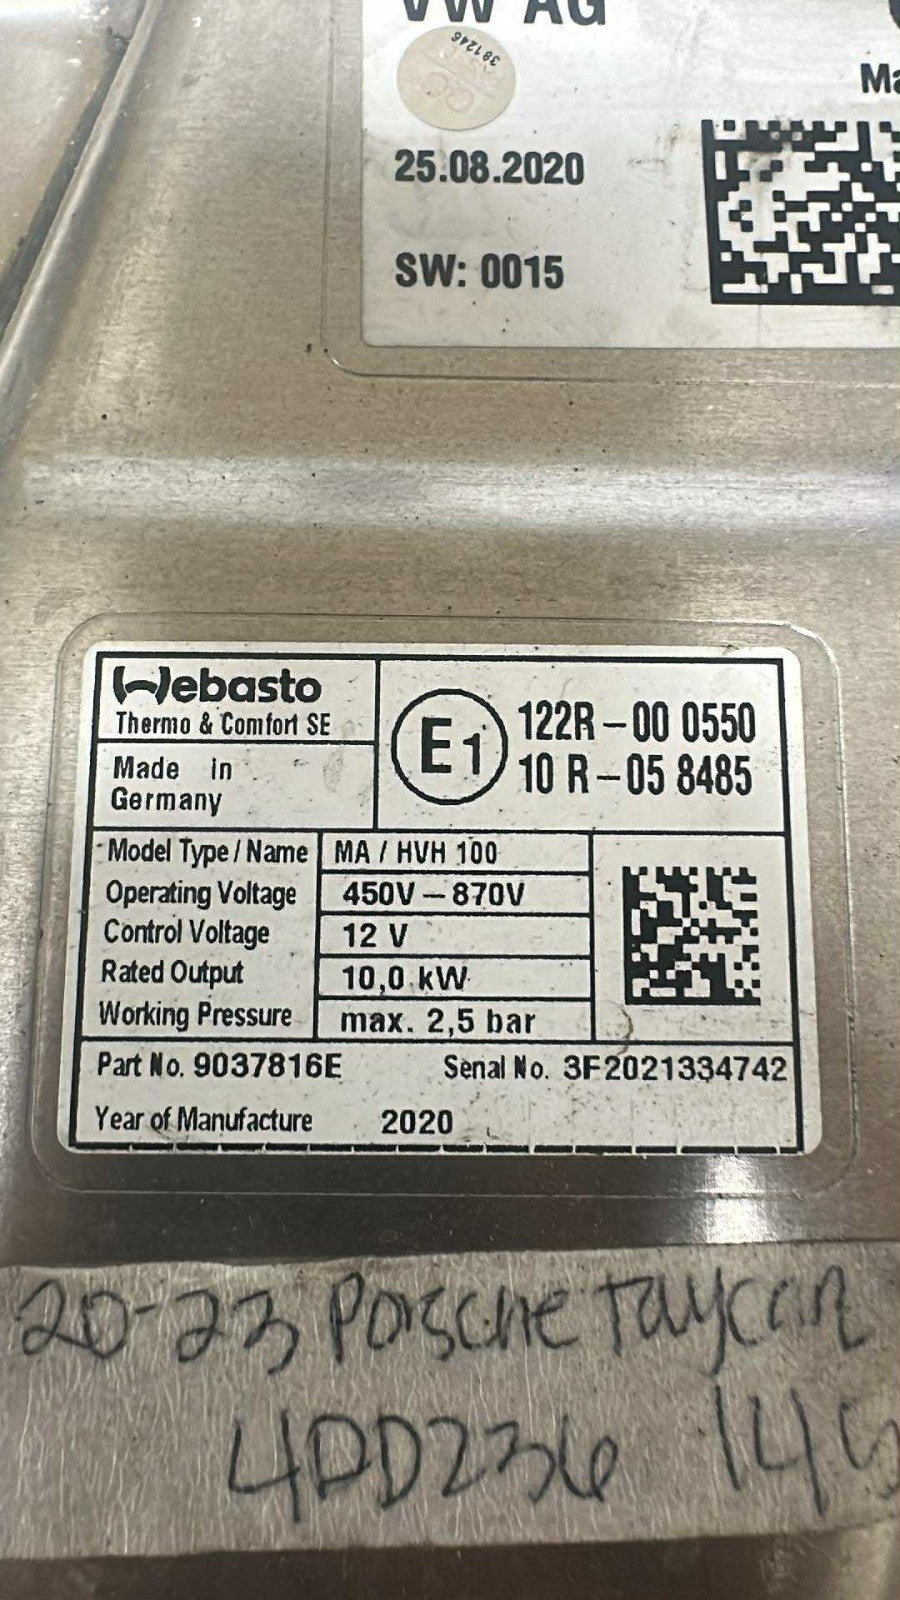 VW AG
381246
QC
Ma
25.08.2020
SW: 0015
Webasto
Thermo & Comfort SE
Made in
Germany
E1
122R-00 0550
10 R-05 8485
Model Type / Name MA / HVH 100
Operating Voltage 450V-870V
Control Voltage 12 V
Rated Output 10,0 kW
Working Pressure max. 2,5 bar
Part No. 9037816E Serial No. 3F2021334742
Year of Manufacture 2020
20-23 Porsche Taycan
4DD236 14